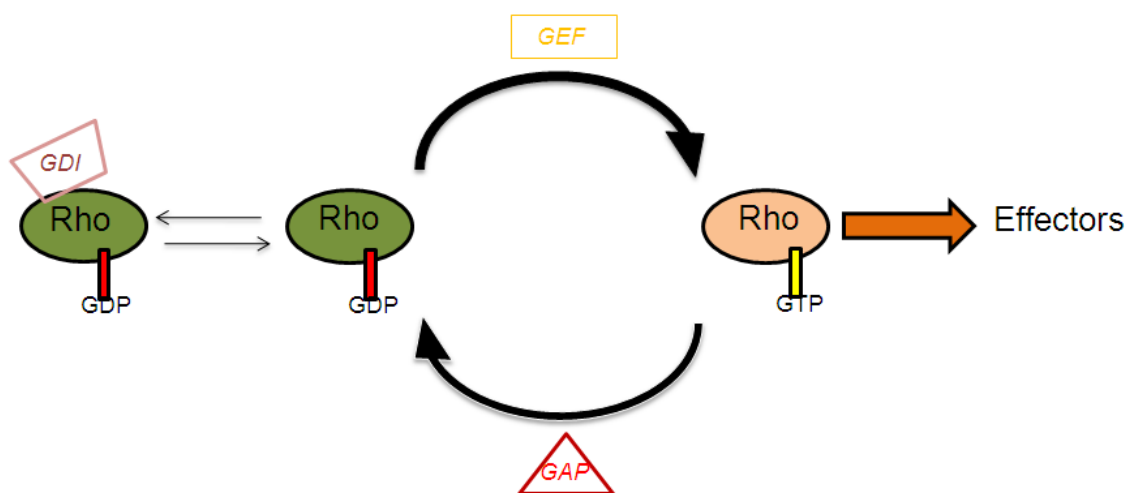 GEF
GDI
Rho
Rho
Rho
Effectors
GDP
GDP
GTP
GAP